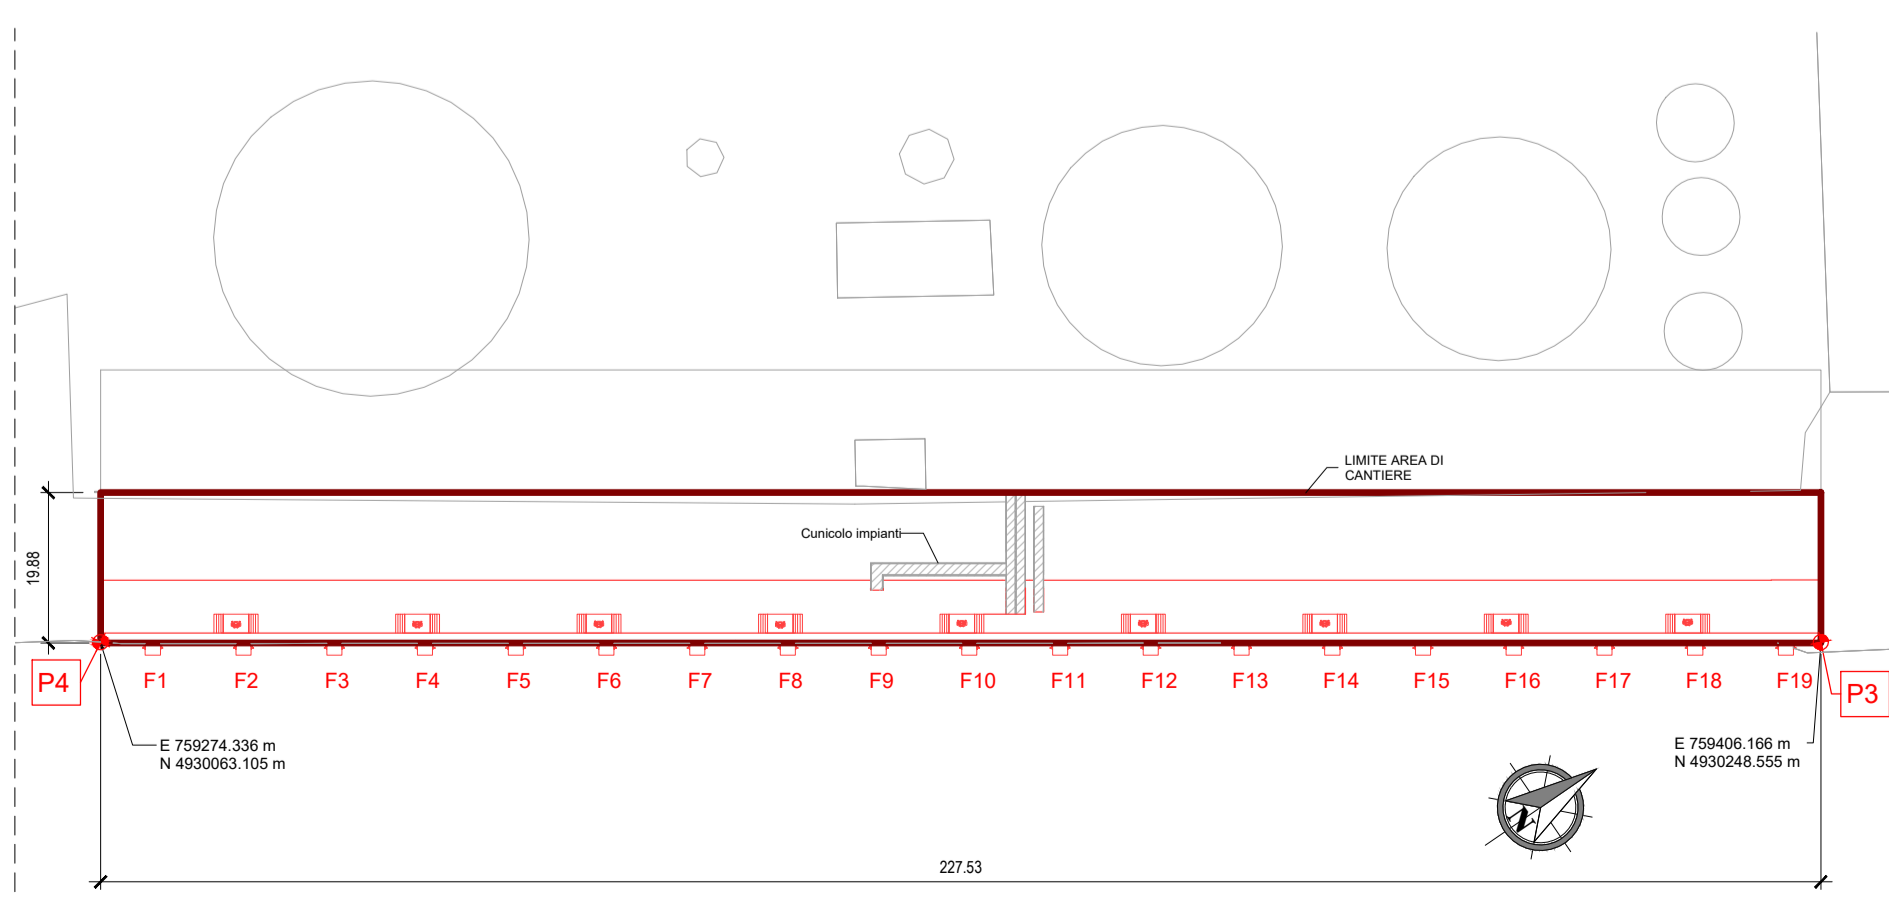 LIMITE AREA DI
CANTIERE
Cunicolo impianti
19.88
P4
F1
F2
F3
F4
F5
F6
F7
F8
F9
F10
F11
F12
F13
F14
F15
F16
F17
F18
F19
P3
E 759274.336 m
N 4930063.105 m
E 759406.166 m
N 4930248.555 m
N
227.53